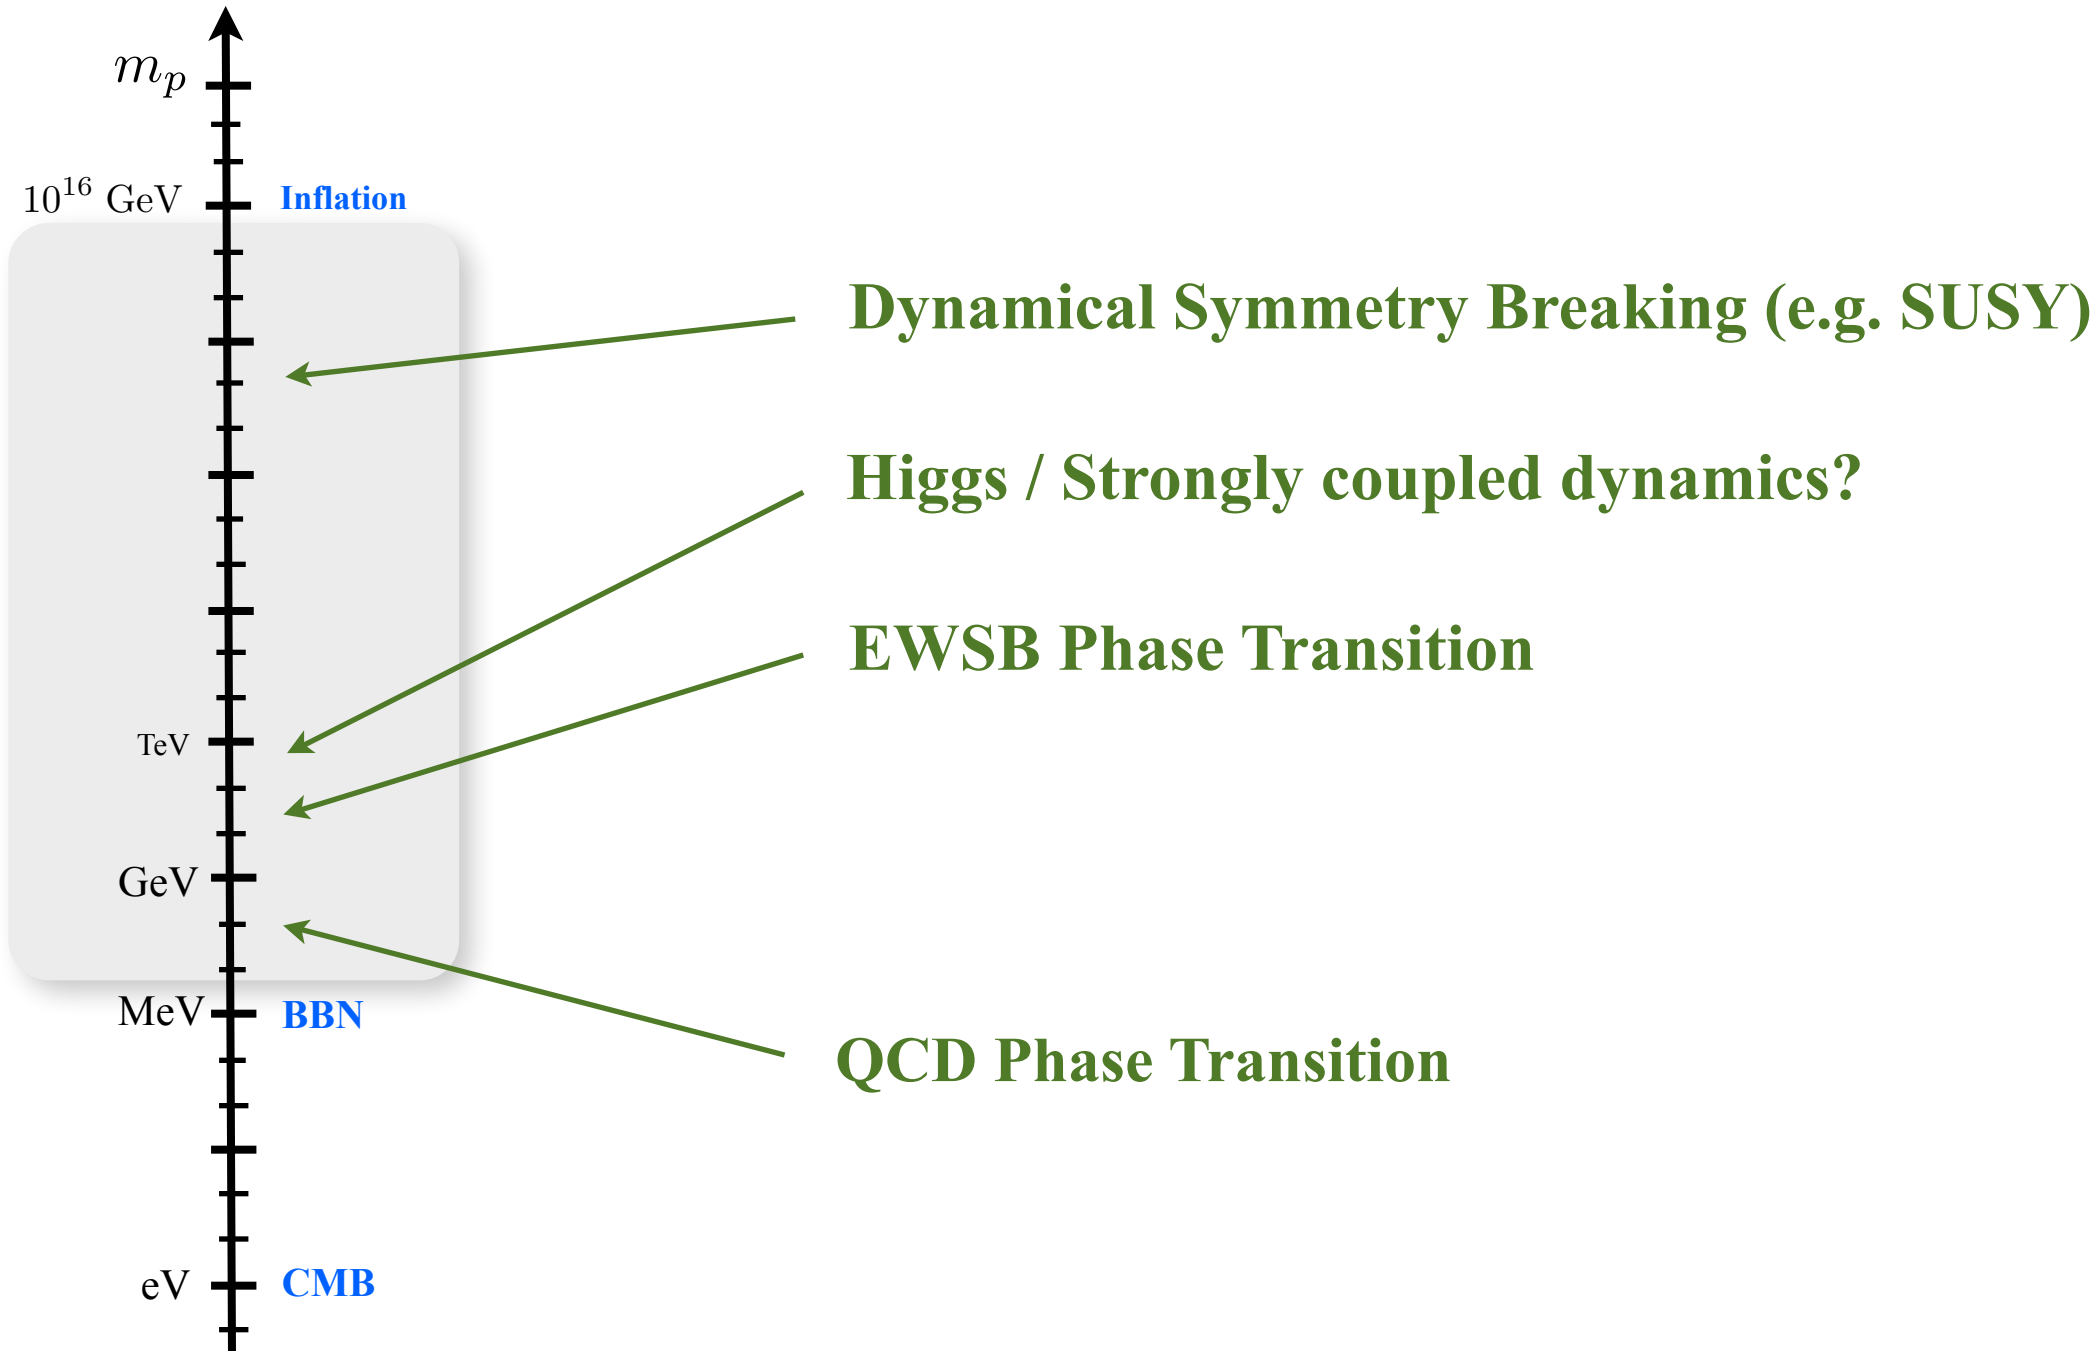 m_p
10^16 GeV
Inflation
Dynamical Symmetry Breaking (e.g. SUSY)
Higgs / Strongly coupled dynamics?
EWSB Phase Transition
TeV
GeV
MeV
BBN
QCD Phase Transition
eV
CMB